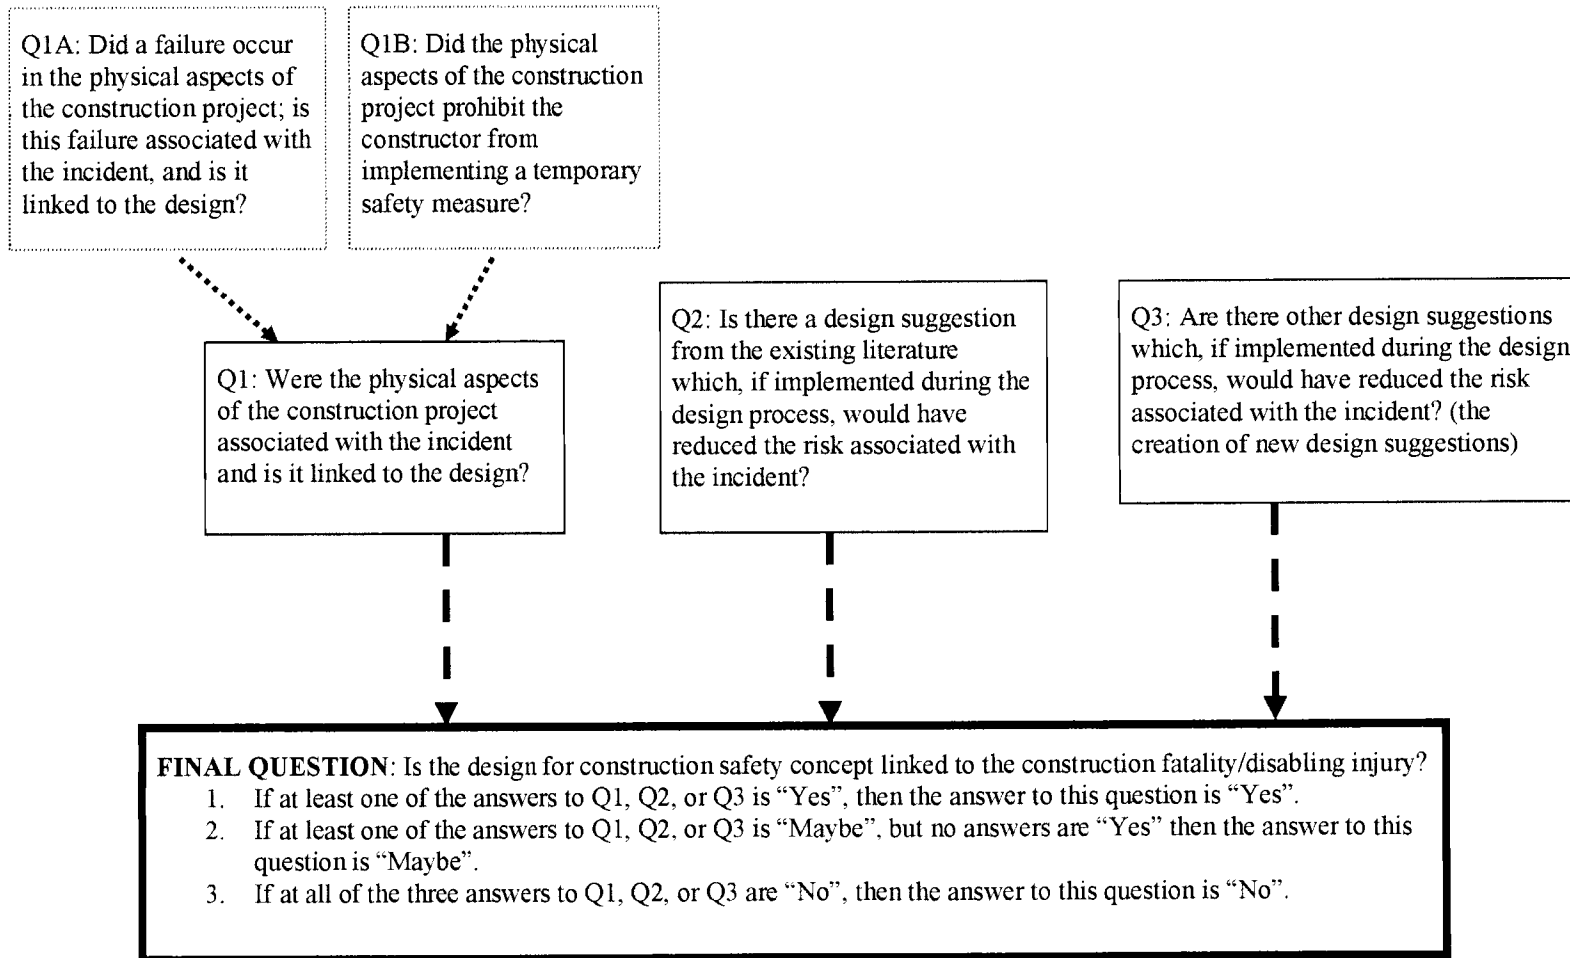 Q1A: Did a failure occur
in the physical aspects of
the construction project; is
this failure associated with
the incident, and is it
linked to the design?
Q1B: Did the physical
aspects of the construction
project prohibit the
constructor from
implementing a temporary
safety measure?
Q1: Were the physical aspects
of the construction project
associated with the incident
and is it linked to the design?
Q2: Is there a design suggestion
from the existing literature
which, if implemented during the
design process, would have
reduced the risk associated with
the incident?
Q3: Are there other design suggestions
which, if implemented during the design
process, would have reduced the risk
associated with the incident? (the
creation of new design suggestions)
FINAL QUESTION: Is the design for construction safety concept linked to the construction fatality/disabling injury?
1. If at least one of the answers to Q1, Q2, or Q3 is “Yes”, then the answer to this question is “Yes”.
2. If at least one of the answers to Q1, Q2, or Q3 is “Maybe”, but no answers are “Yes” then the answer to this
question is “Maybe”.
3. If at all of the three answers to Q1, Q2, or Q3 are “No”, then the answer to this question is “No”.